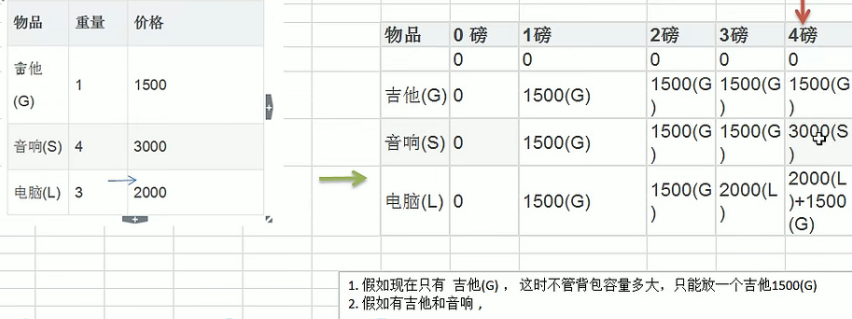 物品 重量 价格
吉他
(G) 1 1500
音响(S) 4 3000
电脑(L) 3 2000
物品 0 磅 1磅 2磅 3磅 4磅
0 0 0 0 0
吉他(G) 0 1500(G) 1500(G) 1500(G) 1500(G)
音响(S) 0 1500(G) 1500(G) 1500(G) 3000(S)
电脑(L) 0 1500(G) 1500(G) 2000(L) 2000(L)+1500(G)
1. 假如现在只有 吉他(G) ， 这时不管背包容量多大，只能放一个吉他1500(G)
2. 假如有吉他和音响，